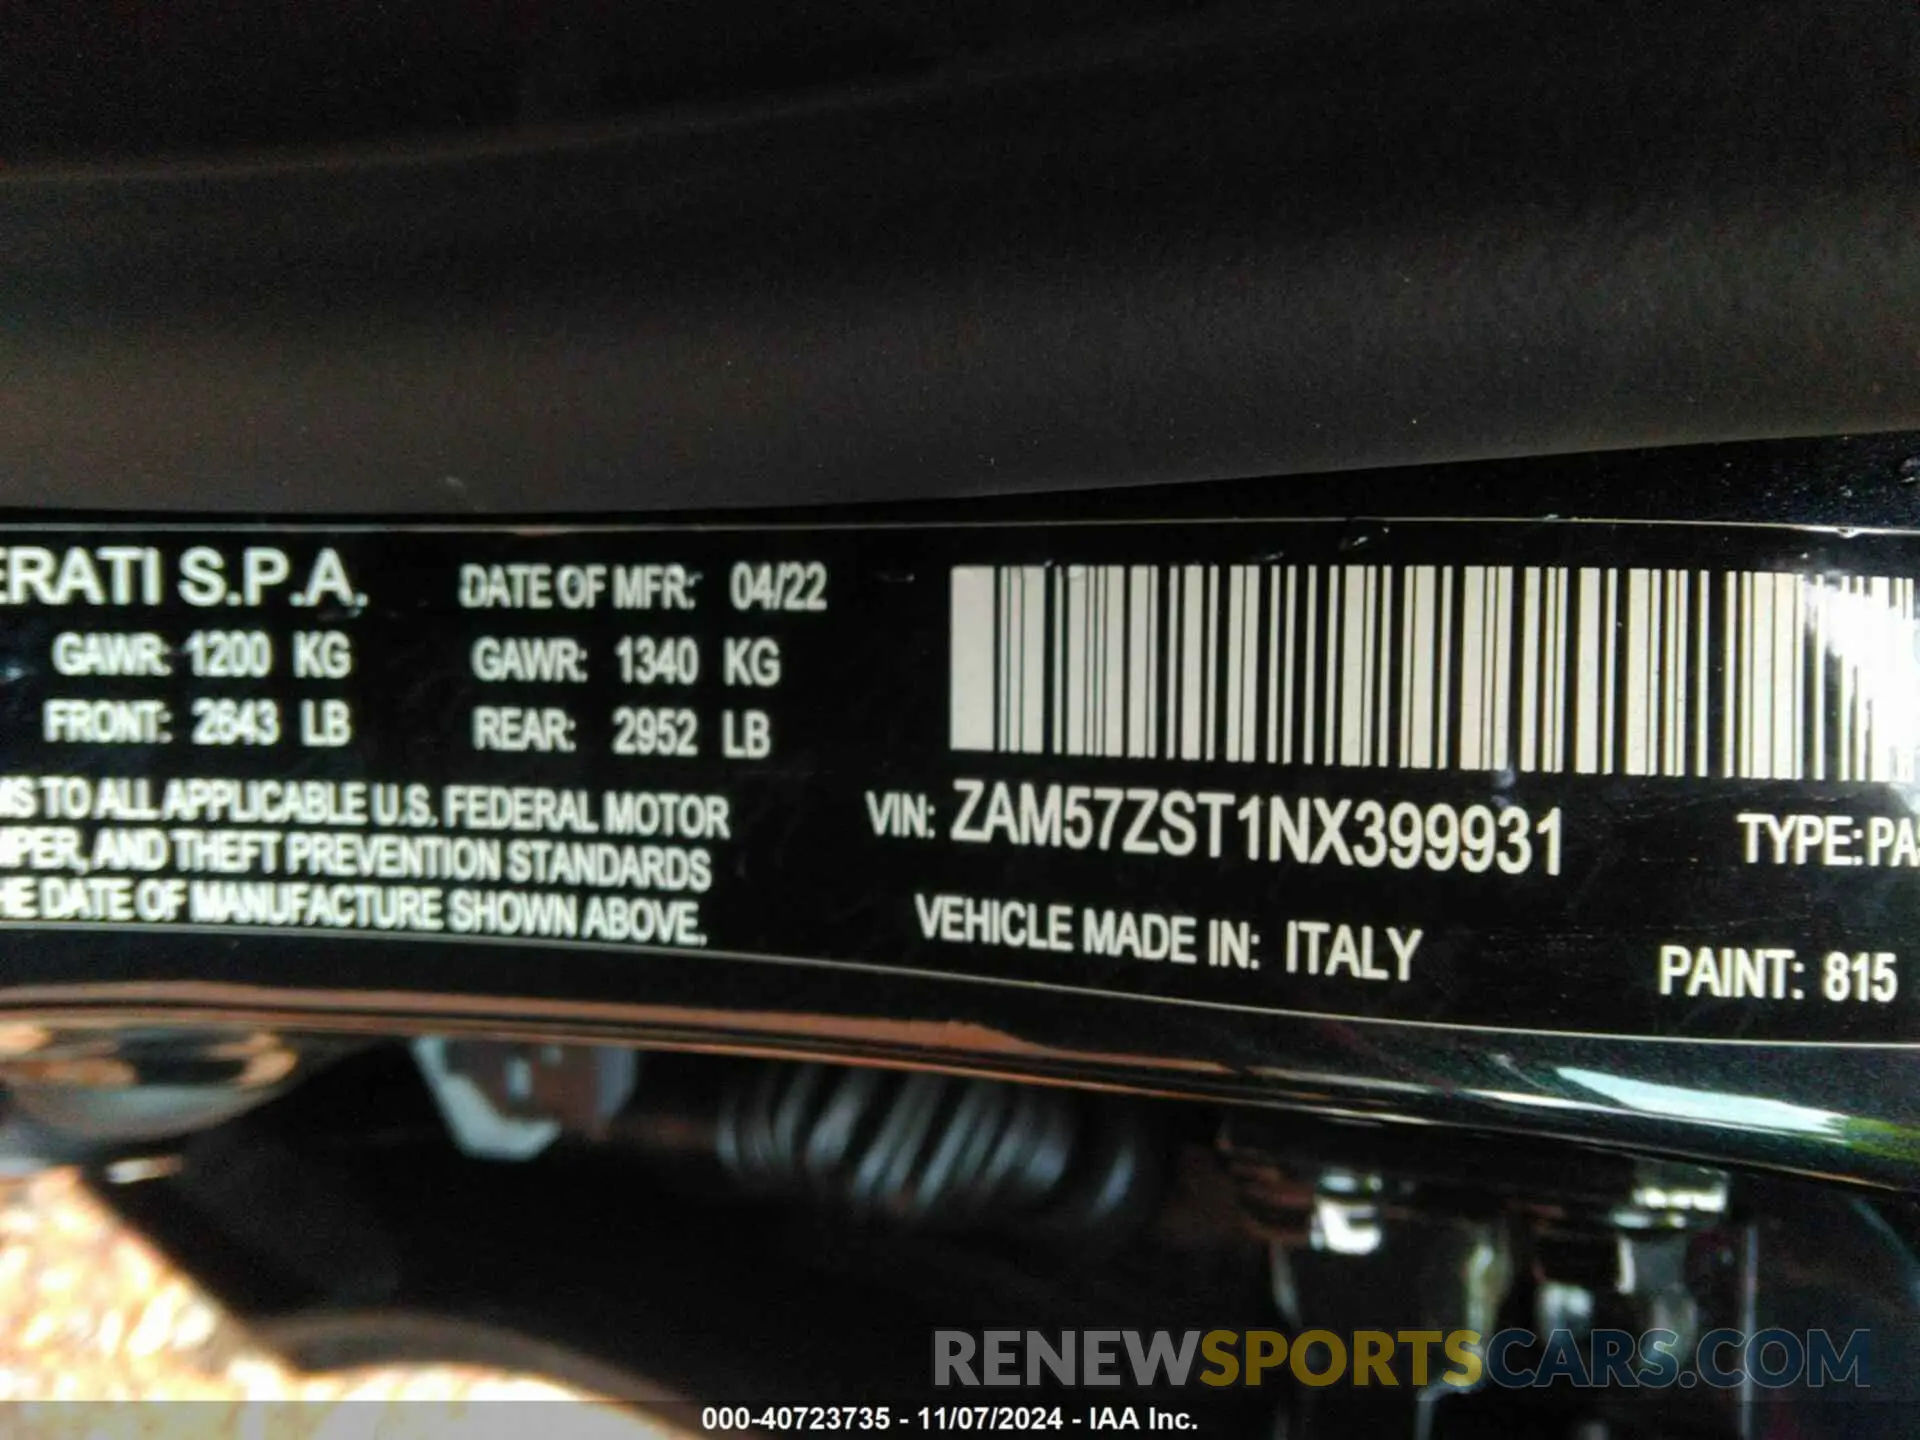 ERATI S.P.A. DATE OF MFR: 04/22
GAWR: 1200 KG GAWR: 1340 KG
FRONT: 2643 LB REAR: 2952 LB
MS TO ALL APPLICABLE U.S. FEDERAL MOTOR
MPER, AND THEFT PREVENTION STANDARDS
HE DATE OF MANUFACTURE SHOWN ABOVE.
VIN: ZAM57ZST1NX399931 TYPE: PAS
VEHICLE MADE IN: ITALY PAINT: 815
RENEWSPORTSCARS.COM
000-40723735 - 11/07/2024 - IAA Inc.